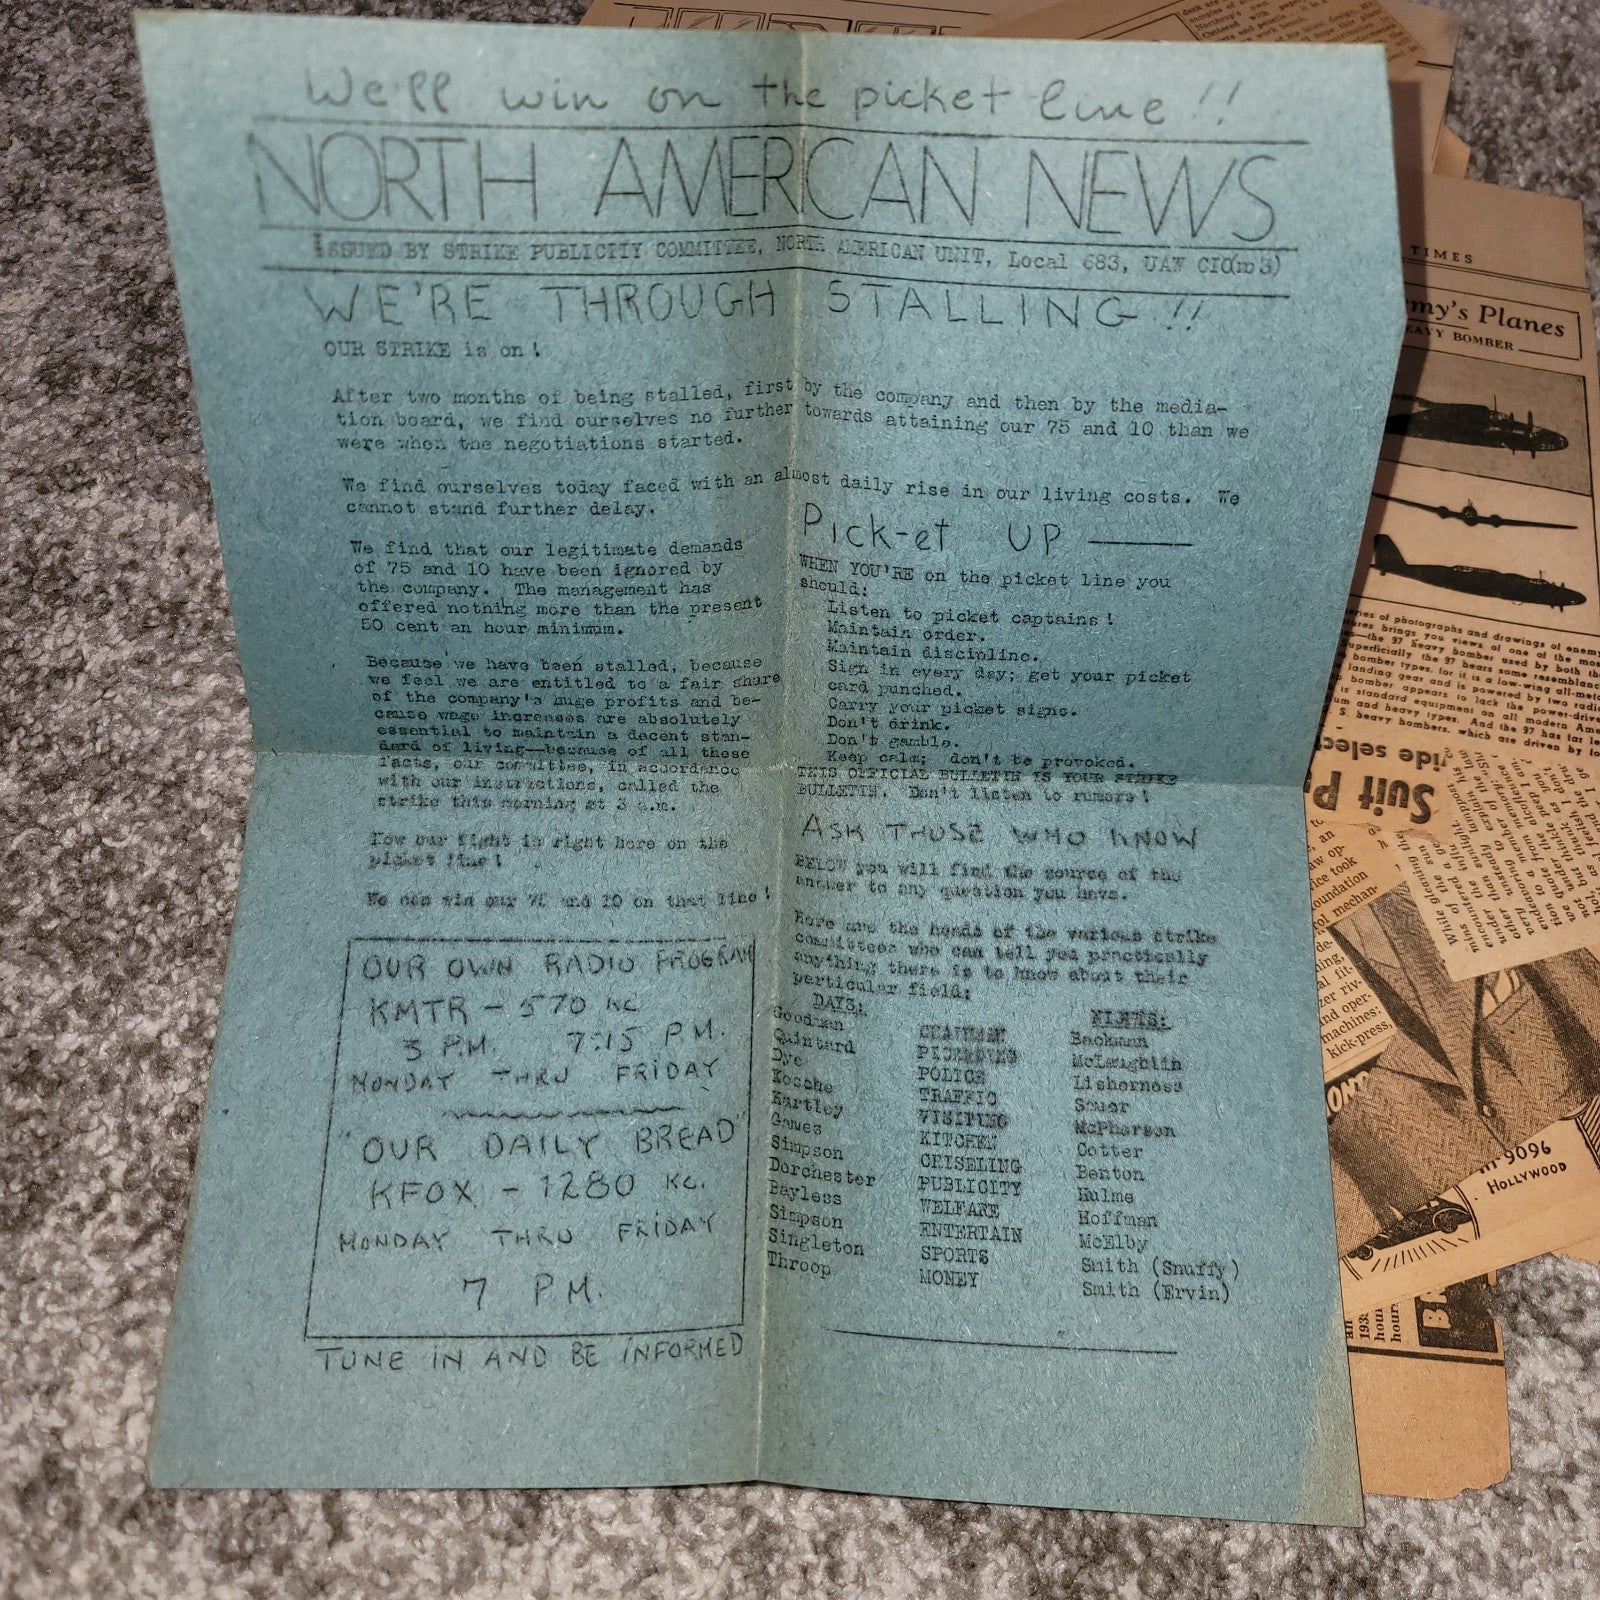 We'll win on the picket line!!
NORTH AMERICAN NEWS
ISSUED BY STRIKE PUBLICITY COMMITTEE, NORTH AMERICAN UNIT, Local 683, UAW CIO(no 3)
WE'RE THROUGH STALLING!!
OUR STRIKE is on!
After two months of being stalled, first by the company and then by the media-
tion board, we find ourselves no further towards attaining our 75 and 10 than we
were when the negotiations started.
We find ourselves today faced with an almost daily rise in our living costs. We
cannot stand further delay.
We find that our legitimate demands
of 75 and 10 have been ignored by
the company. The management has
offered nothing more than the present
50 cent an hour minimum.
Because we have been stalled, because
we feel we are entitled to a fair share
of the company's huge profits and be-
cause wage increases are absolutely
essential to maintain a decent stan-
dard of living--because of all these
facts, our committee, in accordance
with our instructions, called the
strike this morning at 3 a.m.
Now our fight is right here on the
picket line!
We can win our 75 and 10 on that line!
OUR OWN RADIO PROGRAM
KMTR - 570 KC
3 P.M. 7:15 P.M.
MONDAY THRU FRIDAY
"OUR DAILY BREAD"
KFOX - 1280 KC.
MONDAY THRU FRIDAY
7 P.M.
TUNE IN AND BE INFORMED
Pick-et UP
WHEN YOU'RE on the picket line you
should:
Listen to picket captains!
Maintain order.
Maintain discipline.
Sign in every day; get your picket
card punched.
Carry your picket signs.
Don't drink.
Don't gamble.
Keep calm; don't be provoked.
THIS OFFICIAL BULLETIN IS YOUR STRIKE
BULLETIN. Don't listen to rumors!
ASK THOSE WHO KNOW
BELOW you will find the source of the
answer to any question you have.
Here are the heads of the various strike
committees who can tell you practically
anything there is to know about their
particular field:
DAYS: NIGHTS:
Goodman CHAIRMAN Backmann
Quintard PICKETING McLaughlin
Dye POLICE Lisherness
Kosche TRAFFIC Sauer
Hartley VISITING McPherson
Games KITCHEN Cotter
Simpson CHISELING Benton
Dorchester PUBLICITY Hulme
Bayless WELFARE Hoffman
Simpson ENTERTAIN McElby
Singleton SPORTS Smith (Snuffy)
Throop MONEY Smith (Ervin)
TIMES
rmy's Planes
EAVY BOMBER
Suit P
ide selec
9096
HOLLYWOOD